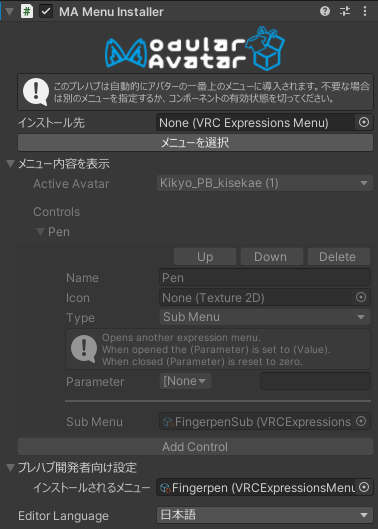 MA Menu Installer
Modular
Avatar
このプレハブは自動的にアバターの一番上のメニューに導入されます。不要な場合
は別のメニューを指定するか、コンポーネントの有効状態を切ってください。
インストール先
None (VRC Expressions Menu)
メニューを選択
メニュー内容を表示
Active Avatar
Kikyo_PB_kisekae (1)
Controls
Pen
Up
Down
Delete
Name
Pen
Icon
None (Texture 2D)
Type
Sub Menu
Opens another expression menu.
When opened the (Parameter) is set to (Value).
When closed (Parameter) is reset to zero.
Parameter
[None
Sub Menu
FingerpenSub (VRCExpressions
Add Control
プレハブ開発者向け設定
インストールされるメニュー
Fingerpen (VRCExpressionsMenu
Editor Language
日本語